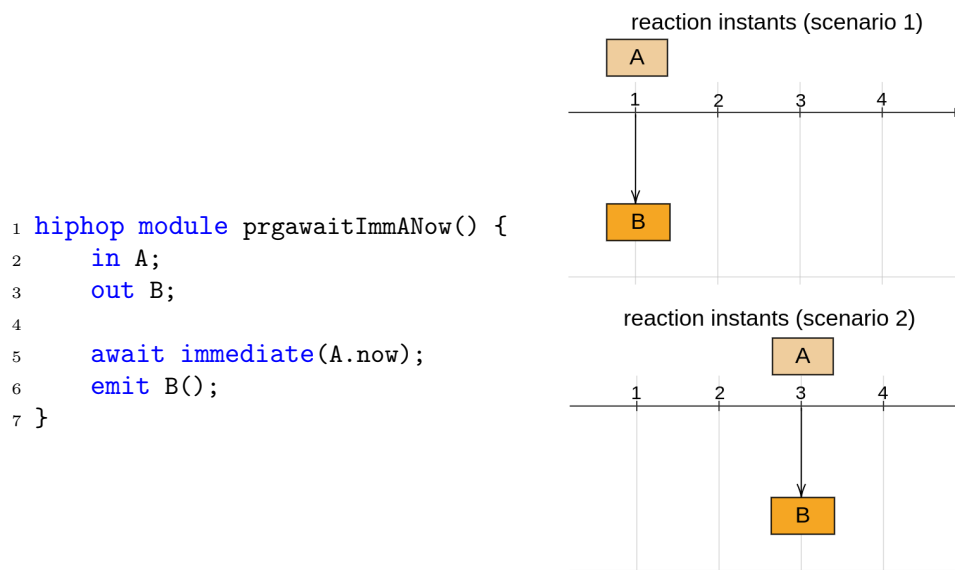 reaction instants (scenario 1)
A
1 2 3 4
B
1 hiphop module prgawaitImmANow() {
2 in A;
3 out B;
4
5 await immediate(A.now);
6 emit B();
7 }
reaction instants (scenario 2)
A
1 2 3 4
B